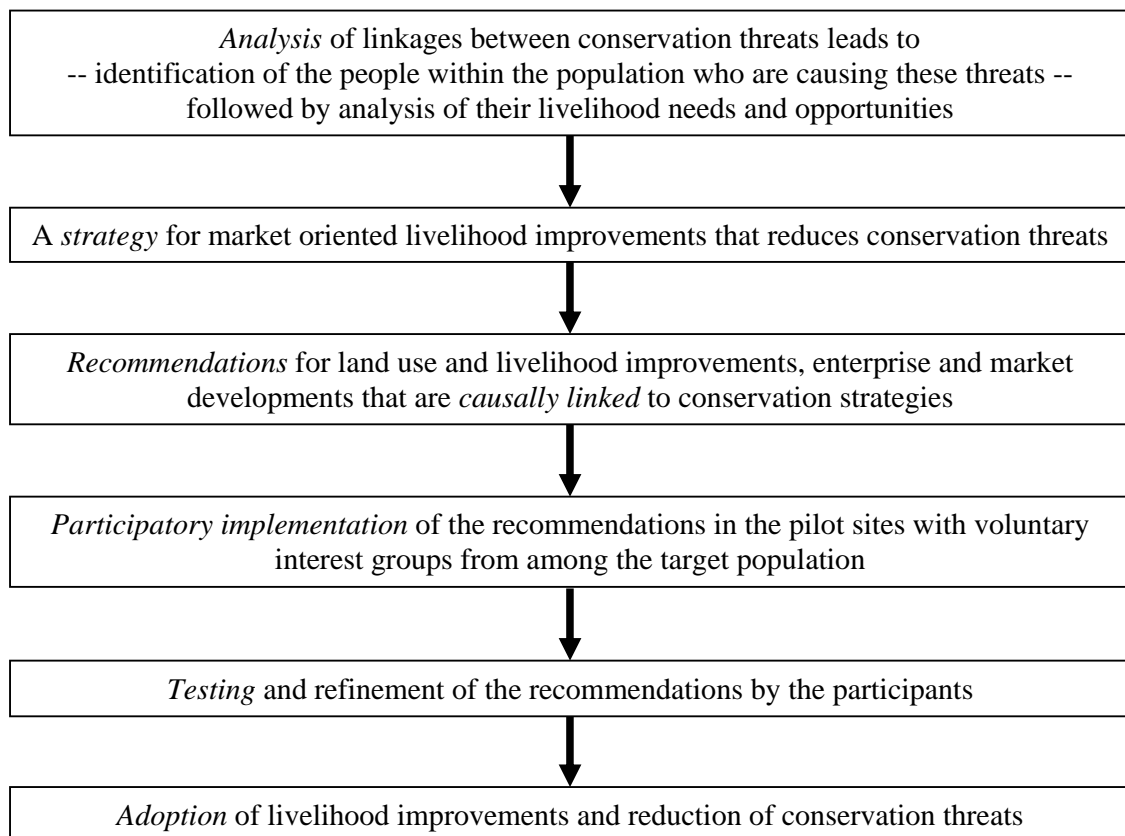 Analysis of linkages between conservation threats leads to
-- identification of the people within the population who are causing these threats --
followed by analysis of their livelihood needs and opportunities
A strategy for market oriented livelihood improvements that reduces conservation threats
Recommendations for land use and livelihood improvements, enterprise and market
developments that are causally linked to conservation strategies
Participatory implementation of the recommendations in the pilot sites with voluntary
interest groups from among the target population
Testing and refinement of the recommendations by the participants
Adoption of livelihood improvements and reduction of conservation threats